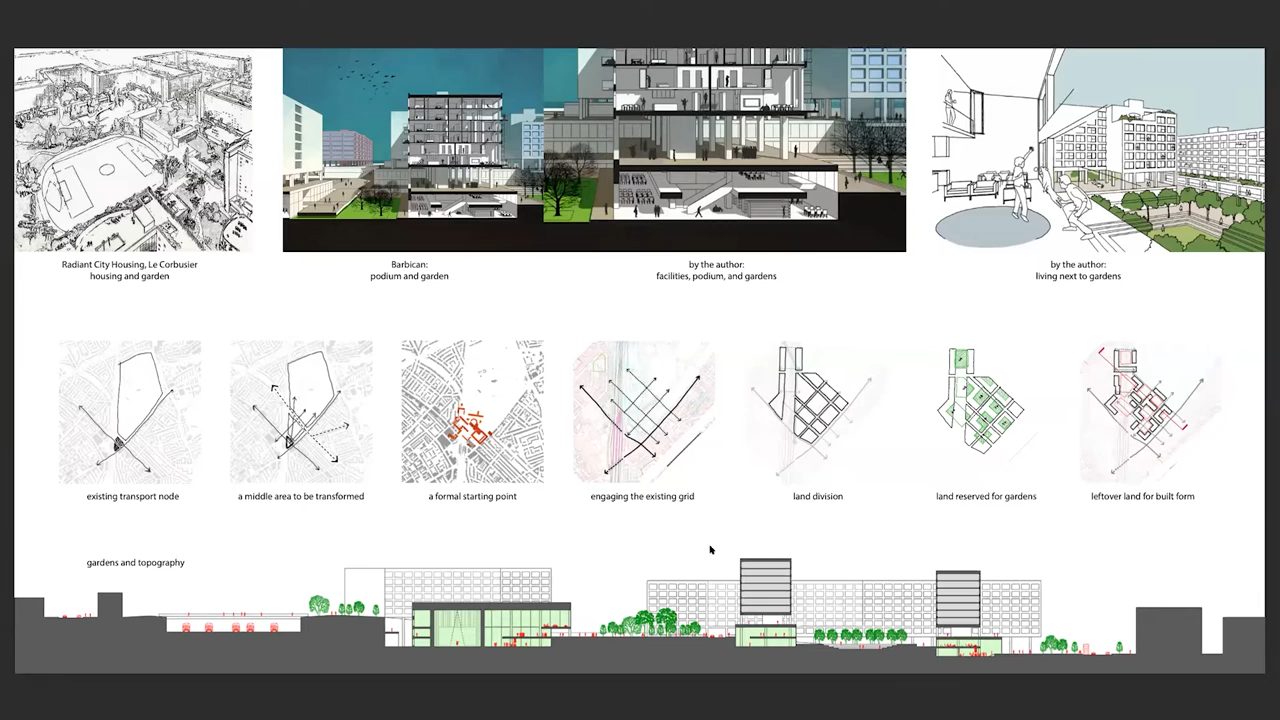 Radiant City Housing, Le Corbusier
housing and garden
Barbican:
podium and garden
by the author:
facilities, podium, and gardens
by the author:
living next to gardens
existing transport node
a middle area to be transformed
a formal starting point
engaging the existing grid
land division
land reserved for gardens
leftover land for built form
gardens and topography